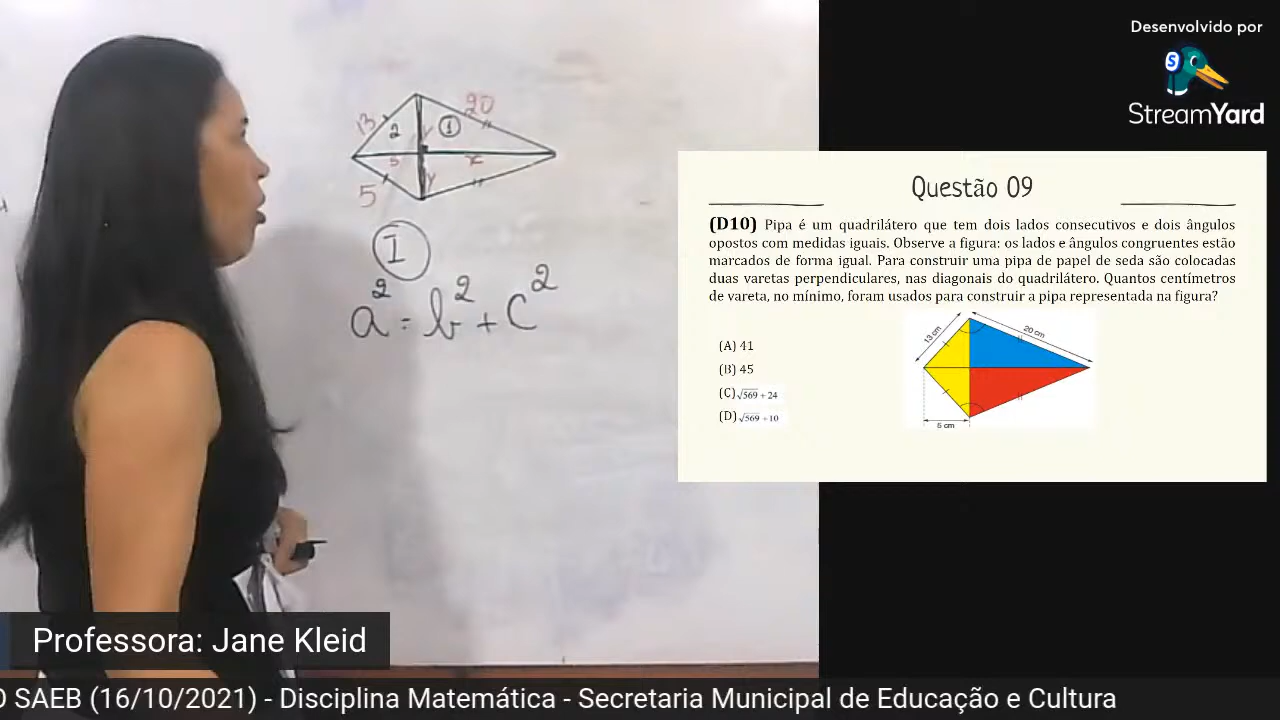 Desenvolvido por
StreamYard
13
20
2
1
y
5
x
5
y
I
a² = b² + c²
Questão 09
(D10) Pipa é um quadrilátero que tem dois lados consecutivos e dois ângulos
opostos com medidas iguais. Observe a figura: os lados e ângulos congruentes estão
marcados de forma igual. Para construir uma pipa de papel de seda são colocadas
duas varetas perpendiculares, nas diagonais do quadrilátero. Quantos centímetros
de vareta, no mínimo, foram usados para construir a pipa representada na figura?
(A) 41
(B) 45
(C) √569 + 24
(D) √569 + 10
13 cm
20 cm
5 cm
Professora: Jane Kleid
O SAEB (16/10/2021) - Disciplina Matemática - Secretaria Municipal de Educação e Cultura